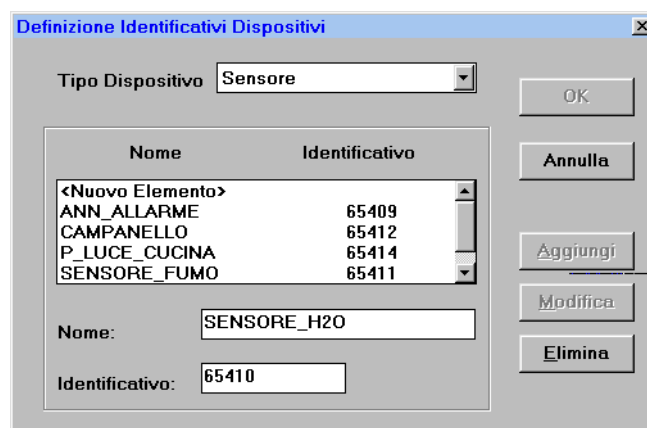 Definizione Identificativi Dispositivi
Tipo Dispositivo Sensore
OK
Nome Identificativo
Annulla
<Nuovo Elemento>
ANN_ALLARME 65409
CAMPANELLO 65412
P_LUCE_CUCINA 65414
SENSORE_FUMO 65411
Aggiungi
Modifica
Nome: SENSORE_H2O
Elimina
Identificativo: 65410